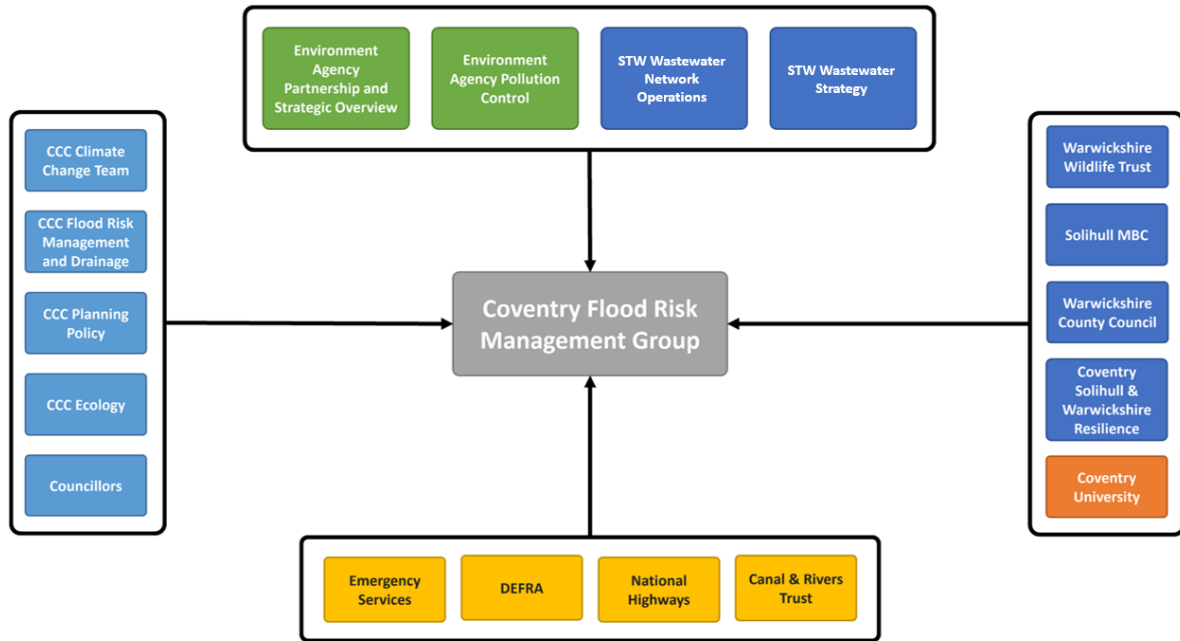 Environment
Agency
Partnership and
Strategic Overview
Environment
Agency Pollution
Control
STW Wastewater
Network
Operations
STW Wastewater
Strategy
CCC Climate
Change Team
CCC Flood Risk
Management
and Drainage
CCC Planning
Policy
CCC Ecology
Councillors
Coventry Flood Risk
Management Group
Warwickshire
Wildlife Trust
Solihull MBC
Warwickshire
County Council
Coventry
Solihull &
Warwickshire
Resilience
Coventry
University
Emergency
Services
DEFRA
National
Highways
Canal & Rivers
Trust